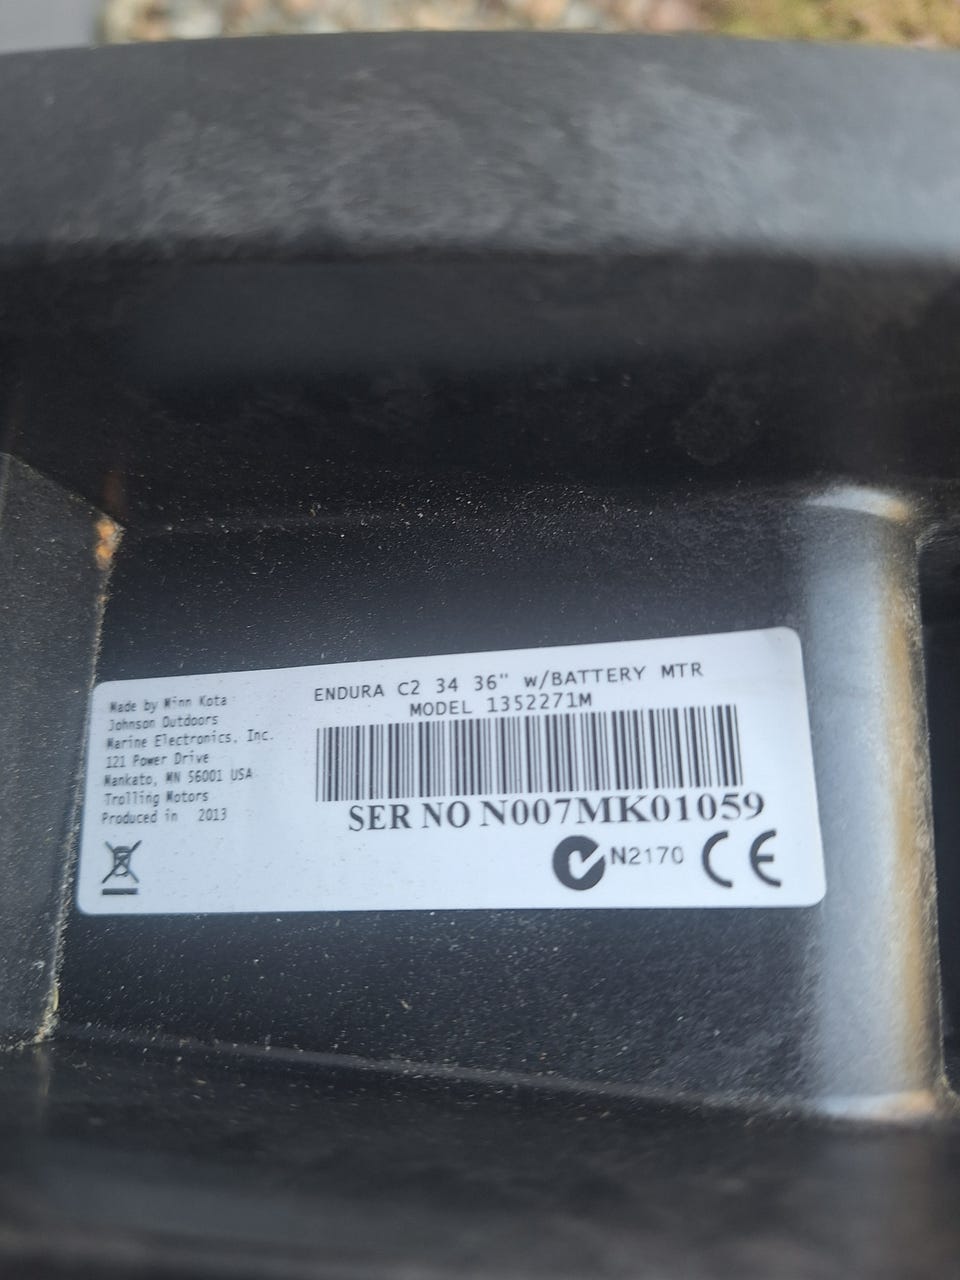 Made by Minn Kota
Johnson Outdoors
Marine Electronics, Inc.
121 Power Drive
Mankato, MN 56001 USA
Trolling Motors
Produced in 2013
ENDURA C2 34 36" w/BATTERY MTR
MODEL 1352271M
SER NO N007MK01059
N2170 CE